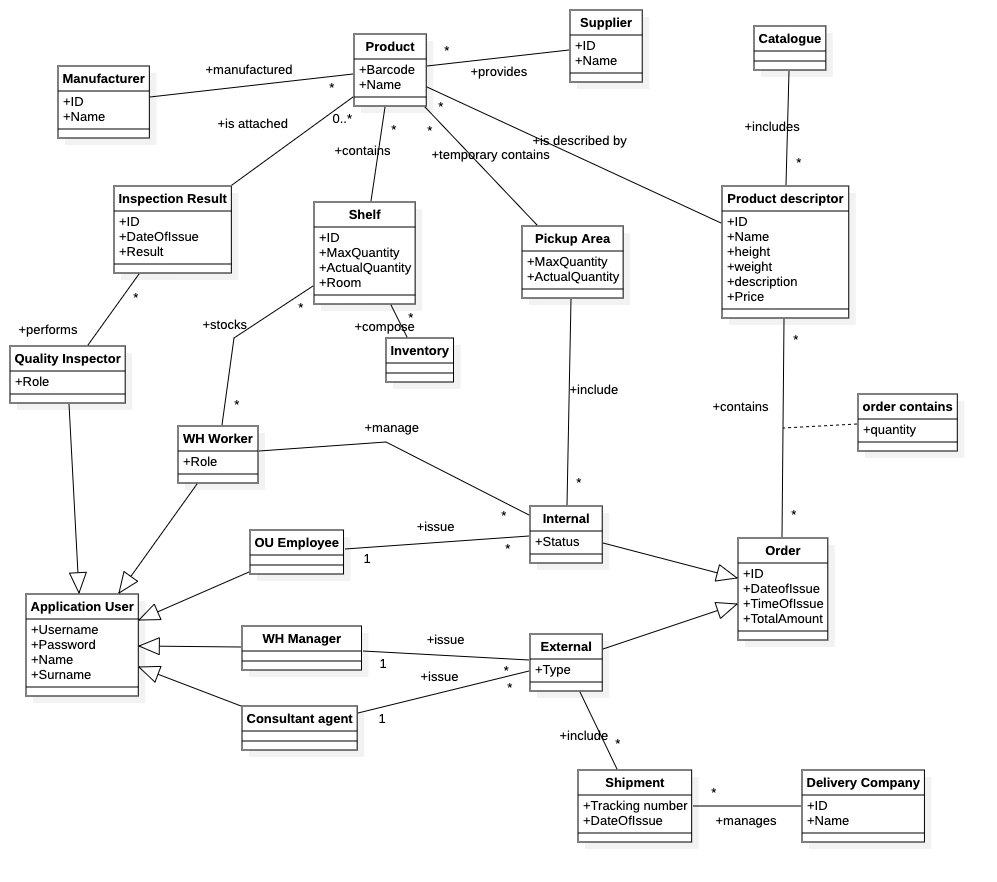 Supplier
+ID
+Name
Catalogue
Product
+Barcode
+Name
*
+provides
Manufacturer
+ID
+Name
+manufactured
*
+is attached
0..*
*
+contains
*
+temporary contains
*
+is described by
+includes
*
Inspection Result
+ID
+DateOfIssue
+Result
Shelf
+ID
+MaxQuantity
+ActualQuantity
+Room
Pickup Area
+MaxQuantity
+ActualQuantity
Product descriptor
+ID
+Name
+height
+weight
+description
+Price
*
+performs
*
+stocks
*
+compose
Inventory
*
Quality Inspector
+Role
*
+include
+contains
order contains
+quantity
WH Worker
+Role
+manage
*
*
*
Internal
+Status
OU Employee
+issue
1
*
Order
+ID
+DateofIssue
+TimeOfIssue
+TotalAmount
Application User
+Username
+Password
+Name
+Surname
WH Manager
+issue
1
*
External
+Type
Consultant agent
+issue
1
*
+include
*
Shipment
+Tracking number
+DateOfIssue
*
+manages
Delivery Company
+ID
+Name